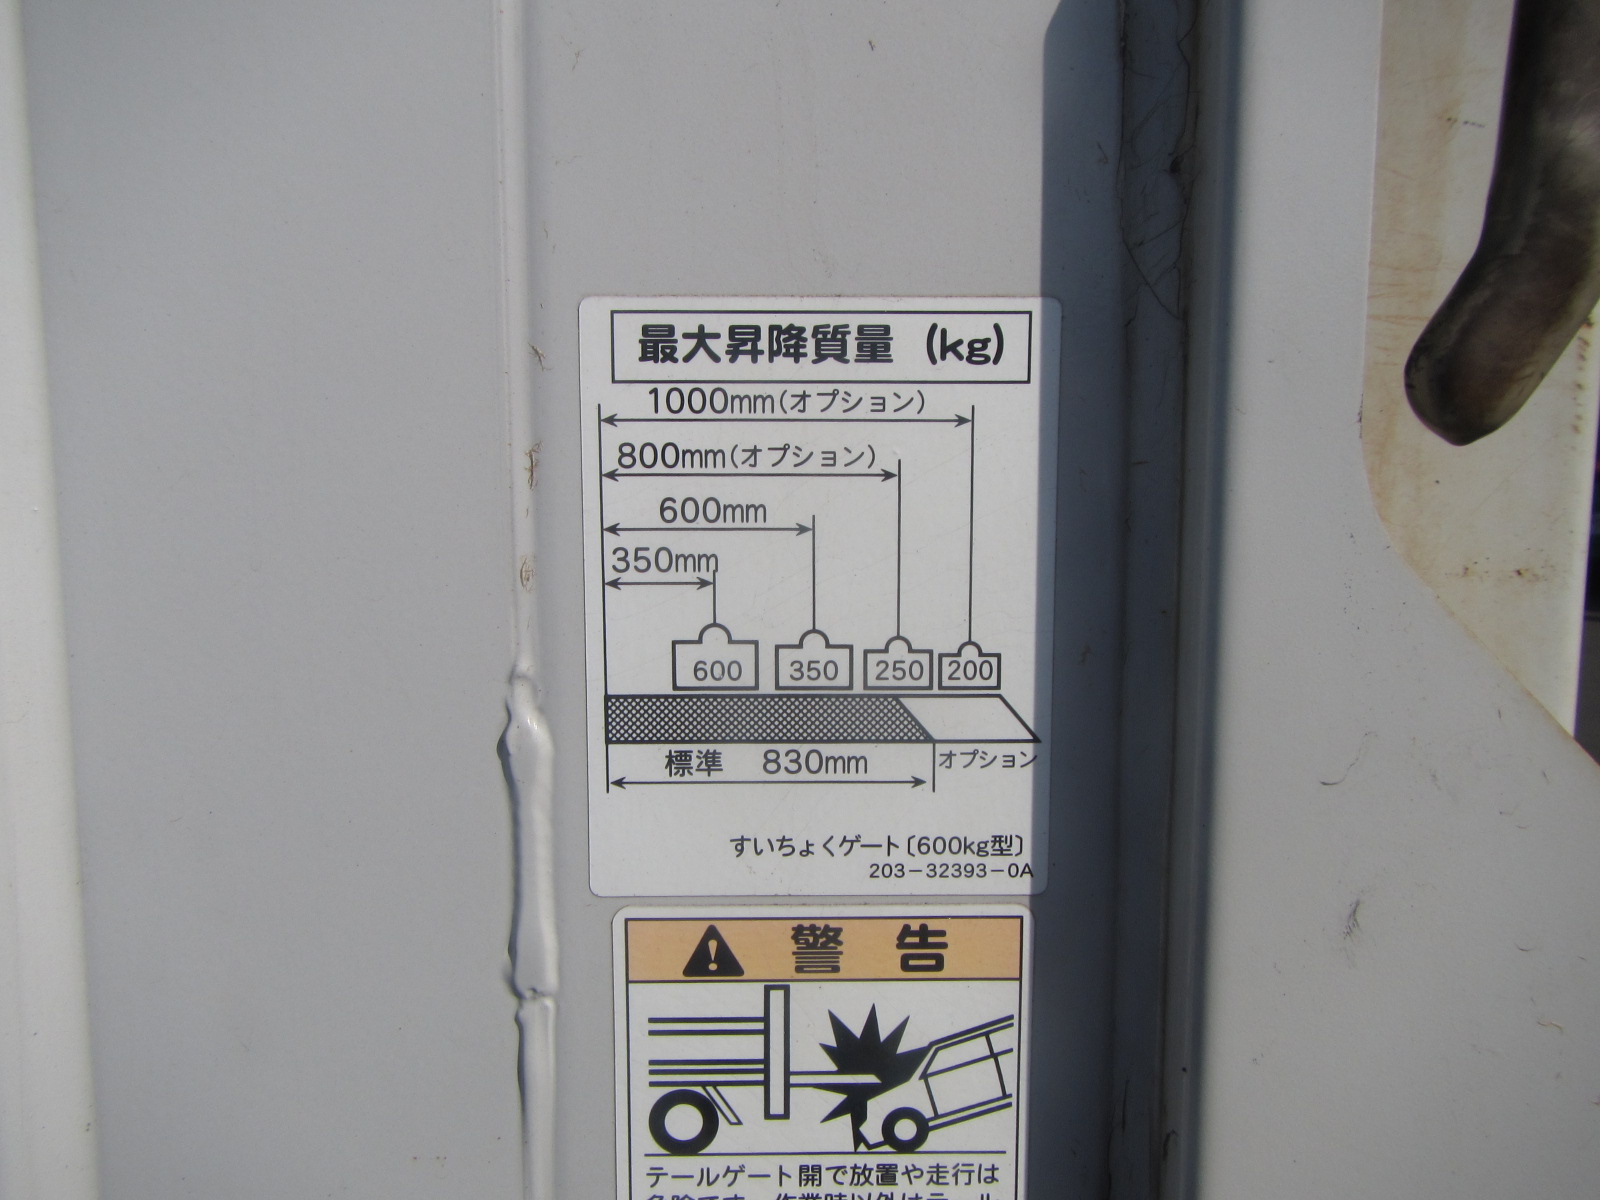 最大昇降質量 (kg)
1000mm(オプション)
800mm(オプション)
600mm
350mm
600 350 250 200
標準 830mm オプション
すいちょくゲート〔600kg型〕
203-32393-0A
警告
テールゲート開で放置や走行は